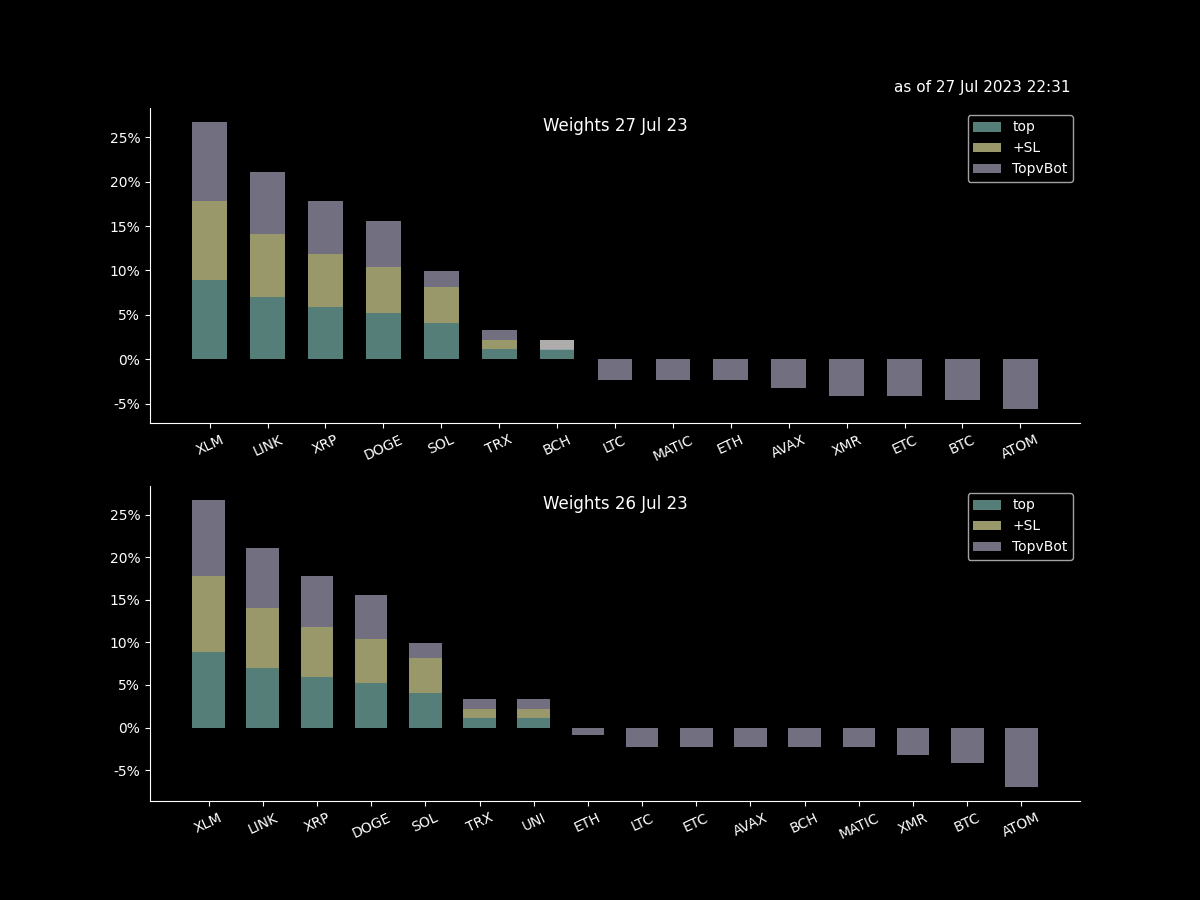 as of 27 Jul 2023 22:31
Weights 27 Jul 23
top
+SL
TopvBot
25%
20%
15%
10%
5%
0%
-5%
XLM LINK XRP DOGE SOL TRX BCH LTC MATIC ETH AVAX XMR ETC BTC ATOM
Weights 26 Jul 23
top
+SL
TopvBot
25%
20%
15%
10%
5%
0%
-5%
XLM LINK XRP DOGE SOL TRX UNI ETH LTC ETC AVAX BCH MATIC XMR BTC ATOM